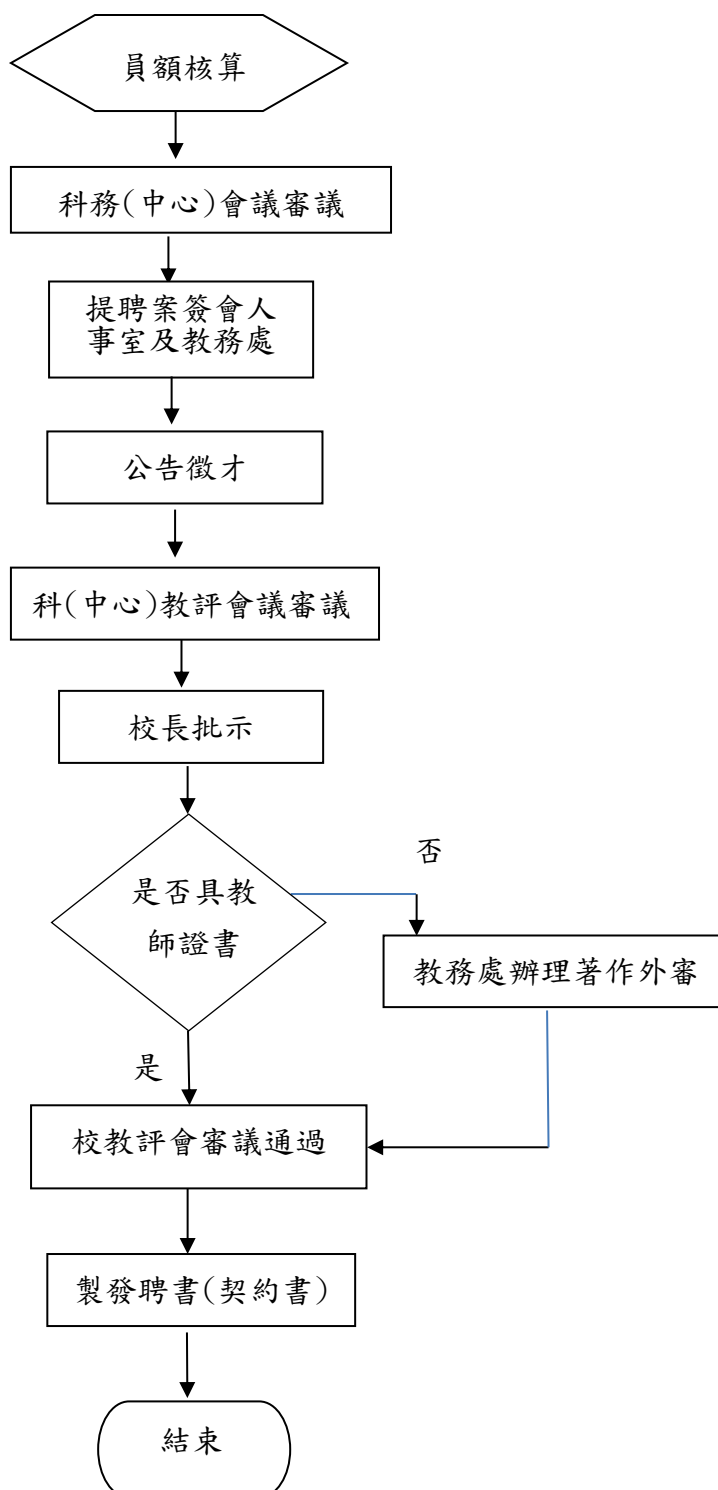 員額核算
科務(中心)會議審議
提聘案簽會人
事室及教務處
公告徵才
科(中心)教評會議審議
校長批示
是否具教
師證書
否
教務處辦理著作外審
是
校教評會審議通過
製發聘書(契約書)
結束